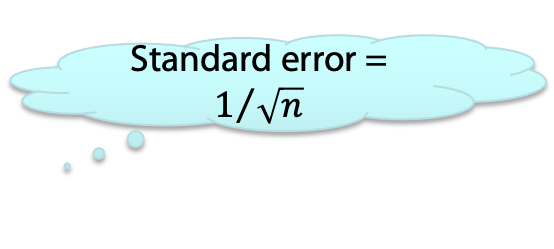 Standard error =
1/√n